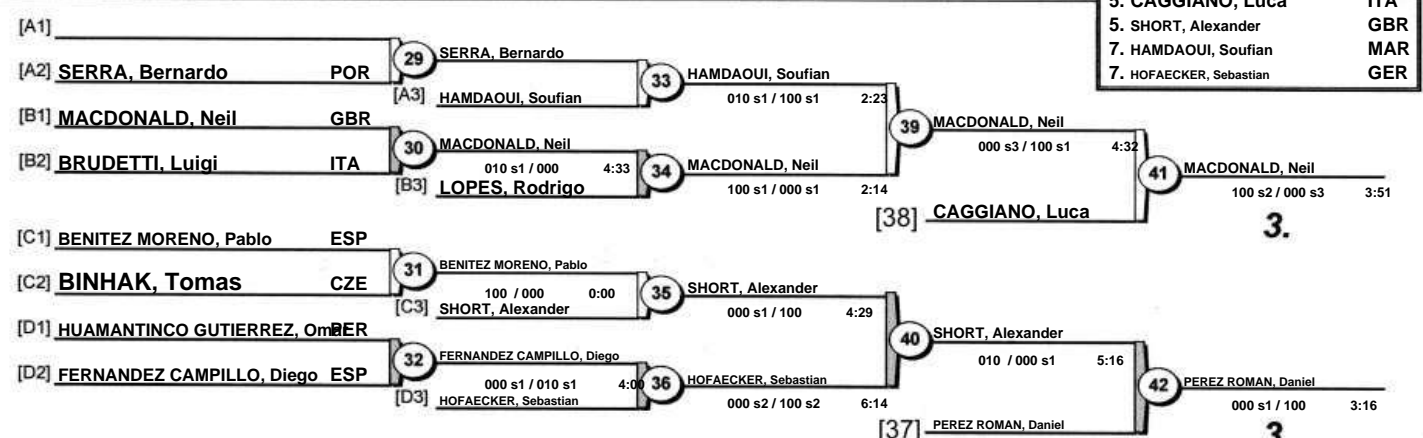 5. CAGGIANO, Luca ITA
5. SHORT, Alexander GBR
7. HAMDAOUI, Soufian MAR
7. HOFAECKER, Sebastian GER
[A1]
[A2] SERRA, Bernardo POR
29 SERRA, Bernardo
[A3] HAMDAOUI, Soufian
33 HAMDAOUI, Soufian
010 s1 / 100 s1 2:23
[B1] MACDONALD, Neil GBR
[B2] BRUDETTI, Luigi ITA
30 MACDONALD, Neil
010 s1 / 000 4:33
[B3] LOPES, Rodrigo
34 MACDONALD, Neil
100 s1 / 000 s1 2:14
39 MACDONALD, Neil
000 s3 / 100 s1 4:32
[38] CAGGIANO, Luca
41 MACDONALD, Neil
100 s2 / 000 s3 3:51
3.
[C1] BENITEZ MORENO, Pablo ESP
[C2] BINHAK, Tomas CZE
31 BENITEZ MORENO, Pablo
100 / 000 0:00
[C3] SHORT, Alexander
35 SHORT, Alexander
000 s1 / 100 4:29
[D1] HUAMANTINCO GUTIERREZ, Omar PER
[D2] FERNANDEZ CAMPILLO, Diego ESP
32 FERNANDEZ CAMPILLO, Diego
000 s1 / 010 s1 4:00
[D3] HOFAECKER, Sebastian
36 HOFAECKER, Sebastian
000 s2 / 100 s2 6:14
40 SHORT, Alexander
010 / 000 s1 5:16
[37] PEREZ ROMAN, Daniel
42 PEREZ ROMAN, Daniel
000 s1 / 100 3:16
3.